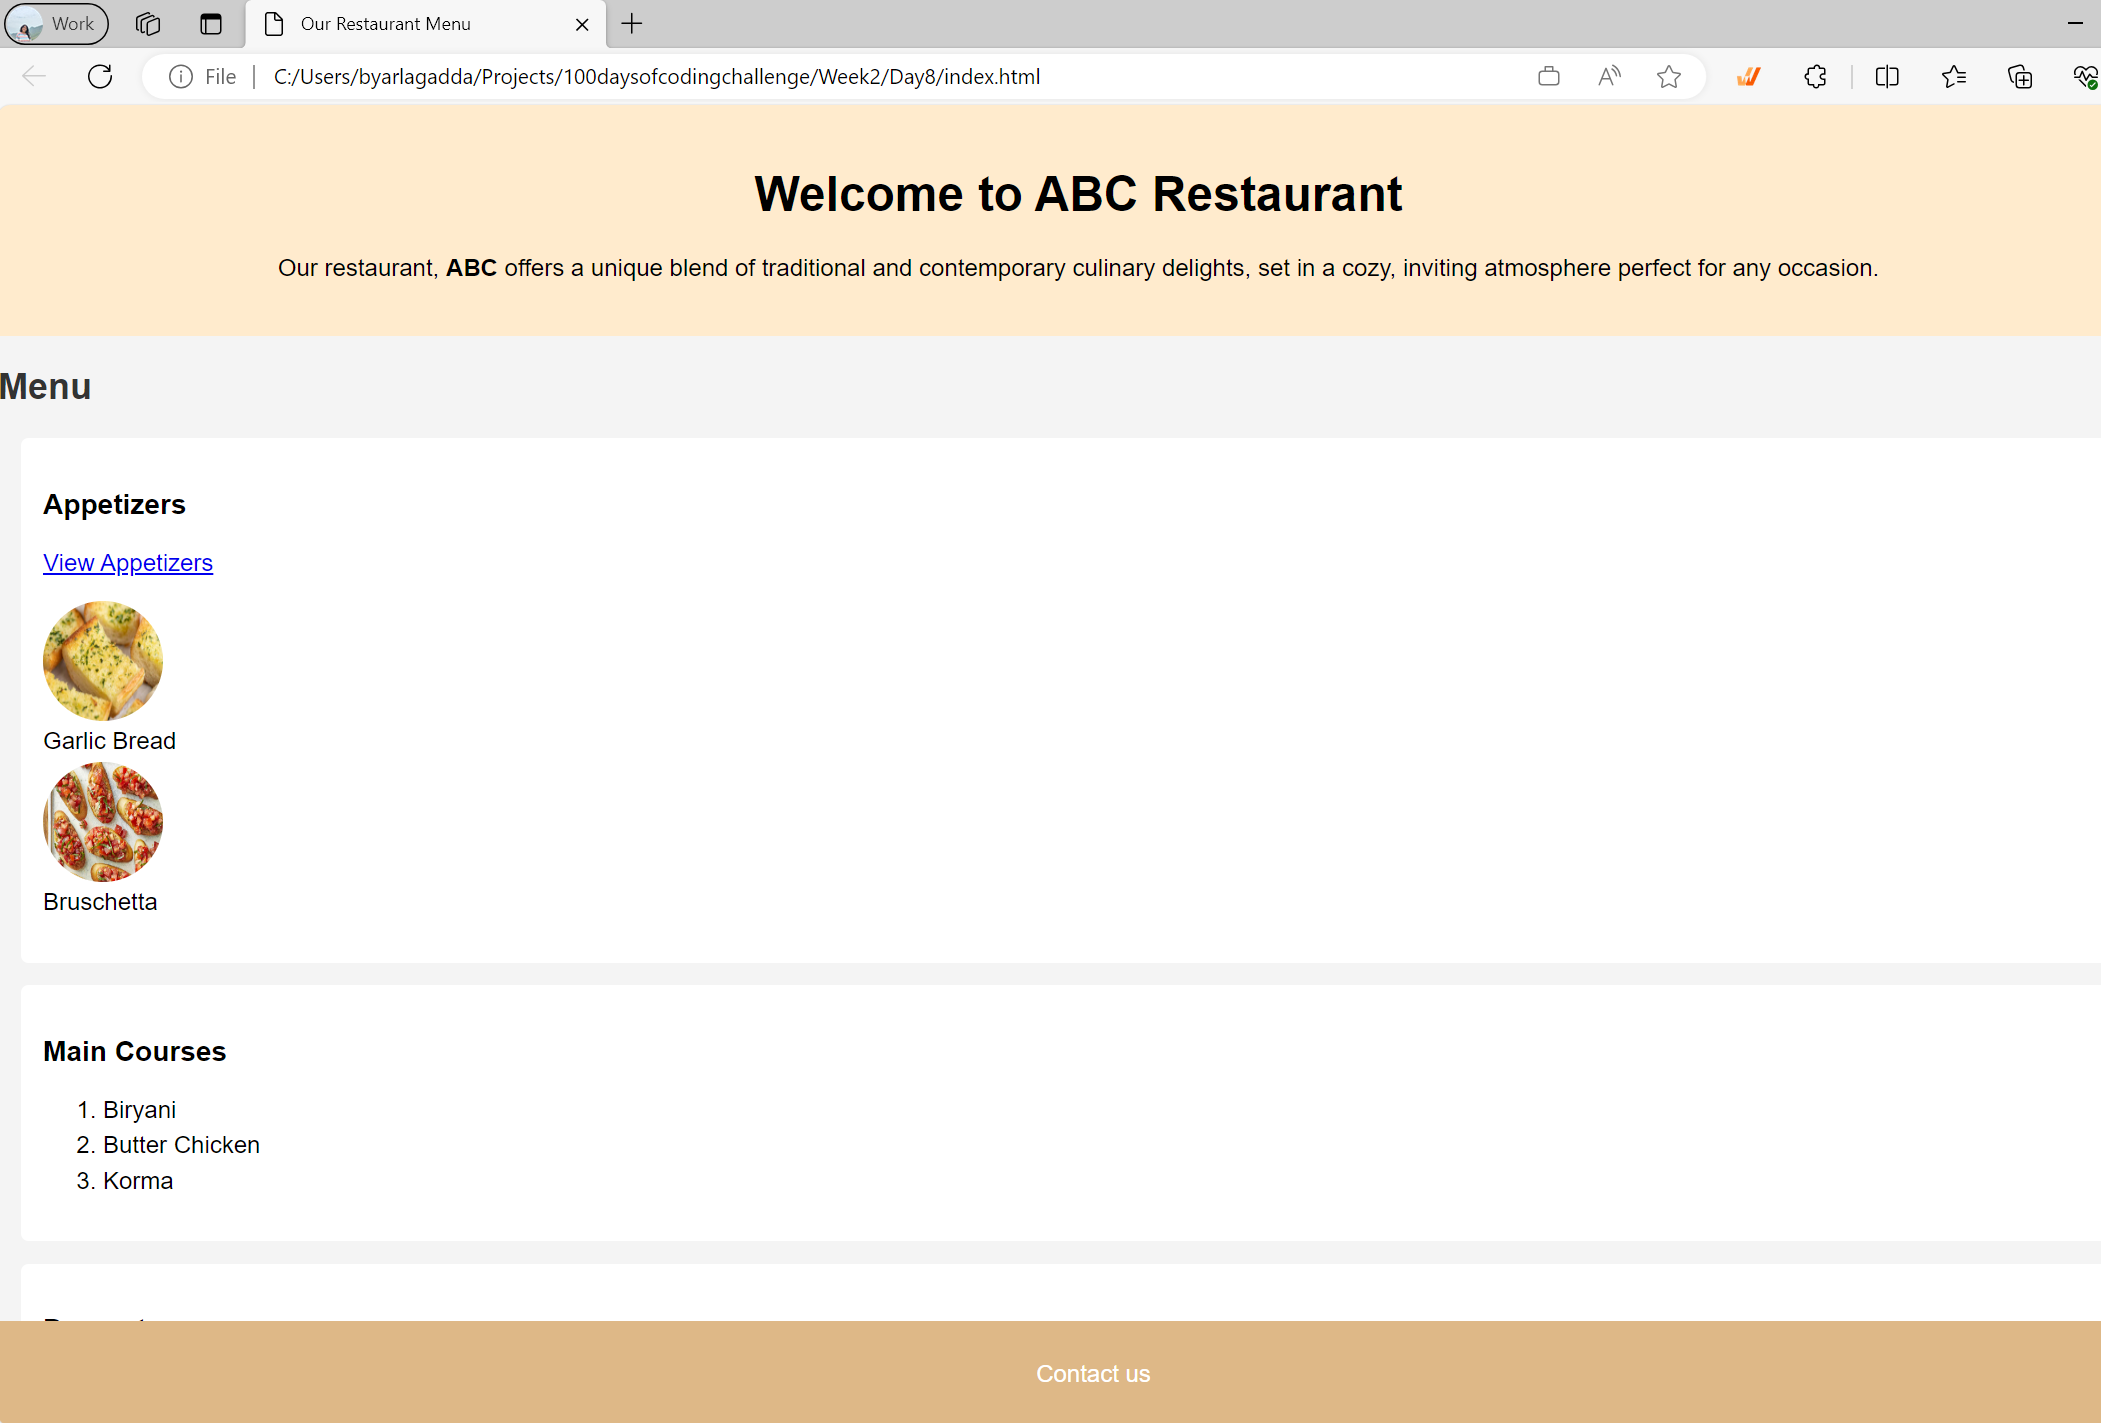 Work
Our Restaurant Menu
File
C:/Users/byarlagadda/Projects/100daysofcodingchallenge/Week2/Day8/index.html
Welcome to ABC Restaurant
Our restaurant, ABC offers a unique blend of traditional and contemporary culinary delights, set in a cozy, inviting atmosphere perfect for any occasion.
Menu
Appetizers
View Appetizers
Garlic Bread
Bruschetta
Main Courses
1. Biryani
2. Butter Chicken
3. Korma
Contact us